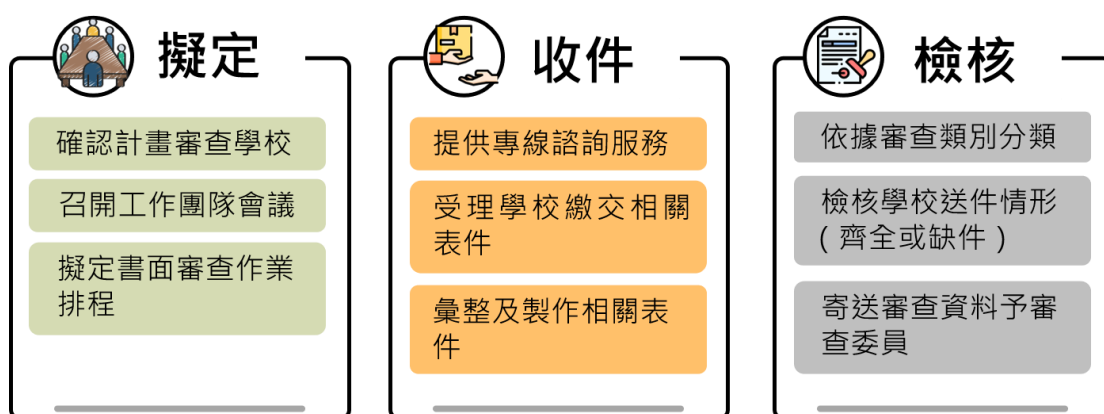 擬定
確認計畫審查學校
召開工作團隊會議
擬定書面審查作業
排程
收件
提供專線諮詢服務
受理學校繳交相關
表件
彙整及製作相關表
件
檢核
依據審查類別分類
檢核學校送件情形
(齊全或缺件)
寄送審查資料予審
查委員